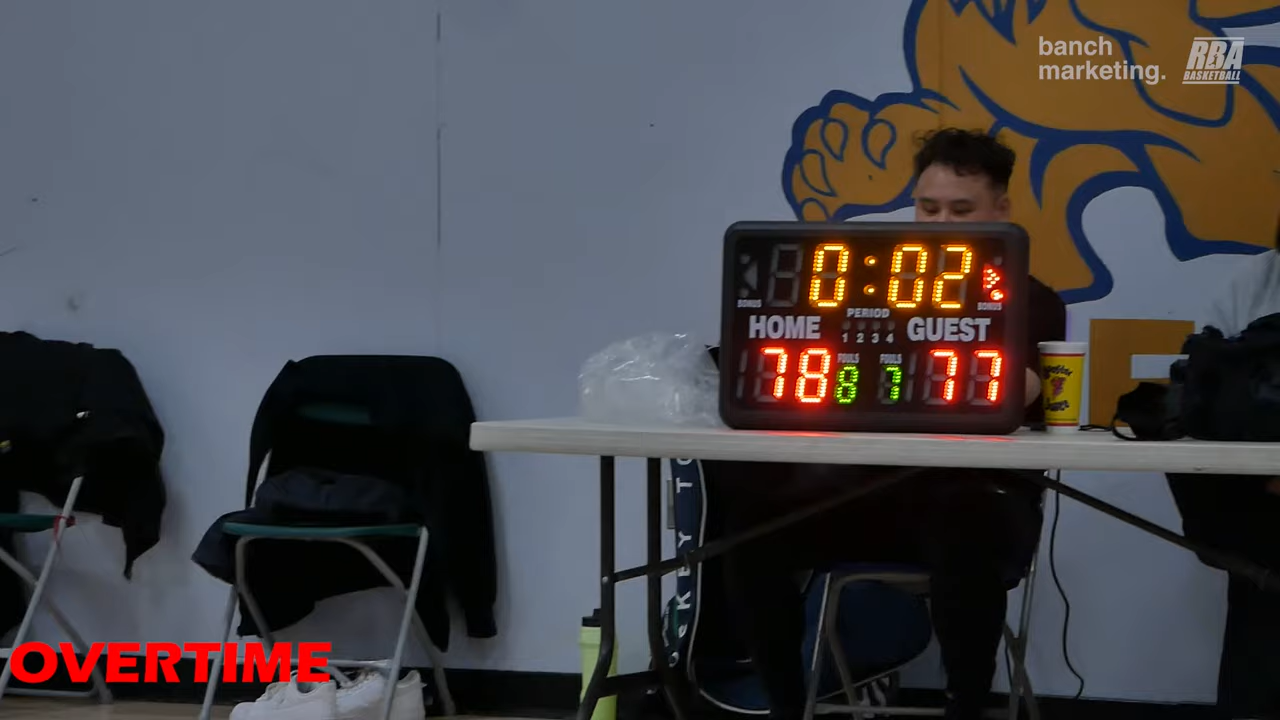 banch
marketing.
RBA
BASKETBALL
0:02
BONUS
BONUS
PERIOD
HOME
GUEST
1 2 3 4
FOULS
FOULS
78
8
7
77
OVERTIME